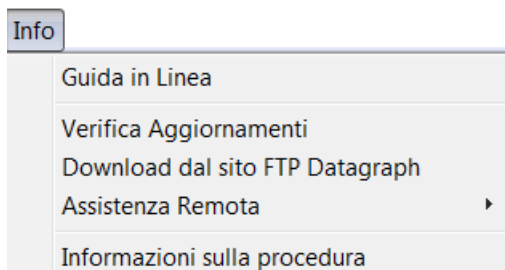 Info
Guida in Linea
Verifica Aggiornamenti
Download dal sito FTP Datagraph
Assistenza Remota
Informazioni sulla procedura